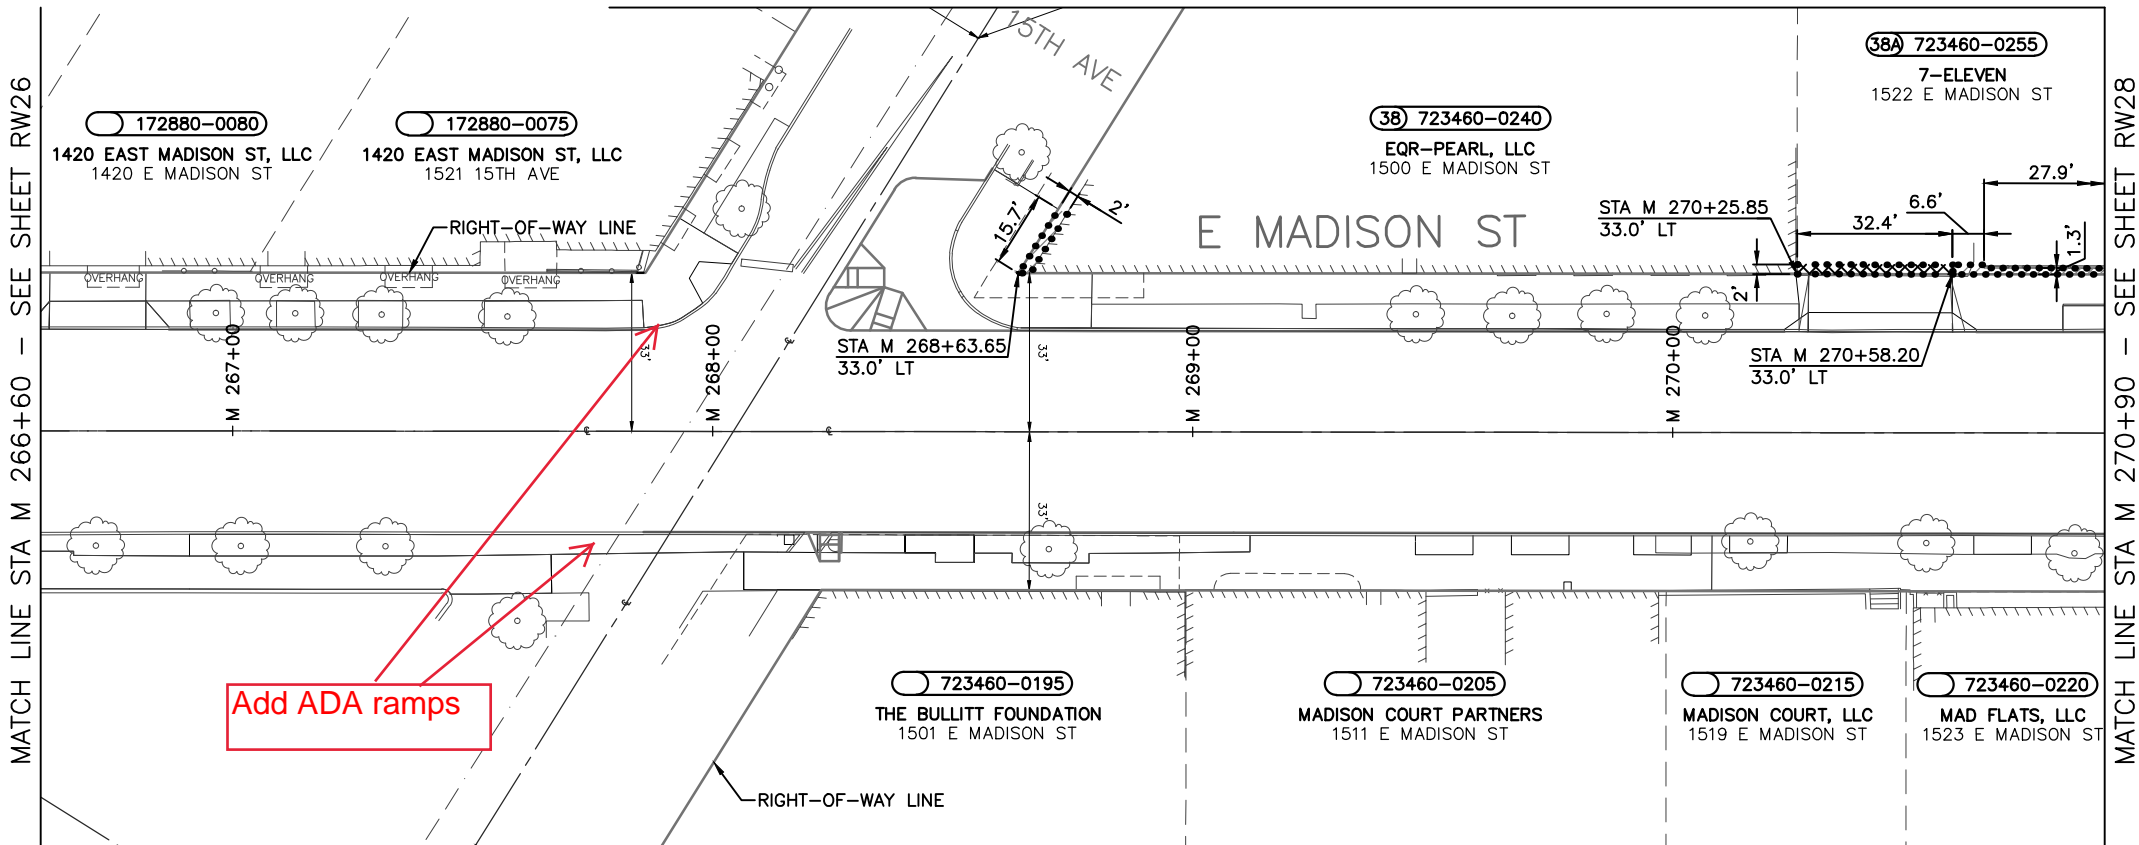 MATCH LINE STA M 266+60 – SEE SHEET RW26
172880-0080
1420 EAST MADISON ST, LLC
1420 E MADISON ST
172880-0075
1420 EAST MADISON ST, LLC
1521 15TH AVE
RIGHT-OF-WAY LINE
OVERHANG
OVERHANG
OVERHANG
OVERHANG
15TH AVE
38 723460-0240
EQR-PEARL, LLC
1500 E MADISON ST
38A 723460-0255
7-ELEVEN
1522 E MADISON ST
E MADISON ST
15.7'
2'
STA M 270+25.85
33.0' LT
32.4'
6.6'
27.9'
1.3'
2'
STA M 268+63.65
33.0' LT
STA M 270+58.20
33.0' LT
M 267+00
M 268+00
M 269+00
M 270+00
33'
33'
33'
Add ADA ramps
723460-0195
THE BULLITT FOUNDATION
1501 E MADISON ST
723460-0205
MADISON COURT PARTNERS
1511 E MADISON ST
723460-0215
MADISON COURT, LLC
1519 E MADISON ST
723460-0220
MAD FLATS, LLC
1523 E MADISON ST
RIGHT-OF-WAY LINE
MATCH LINE STA M 270+90 – SEE SHEET RW28